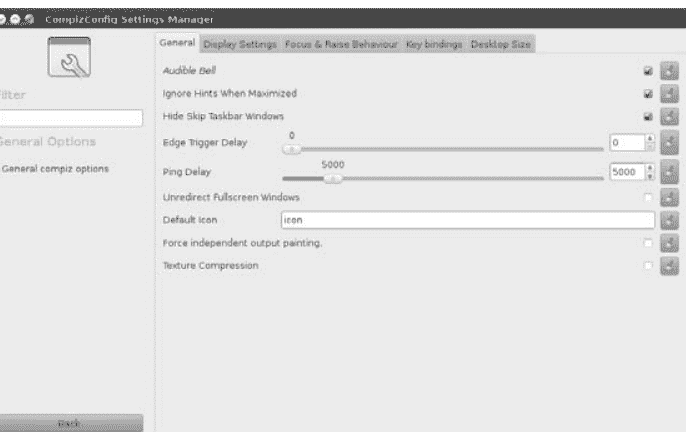 CompizConfig Settings Manager
Filter
General Options
General compiz options
Back
General Display Settings Focus & Raise Behaviour Key bindings Desktop Size
Audible Bell
Ignore Hints When Maximized
Hide Skip Taskbar Windows
Edge Trigger Delay 0 0
Ping Delay 5000 5000
Unredirect Fullscreen Windows
Default Icon icon
Force independent output painting.
Texture Compression